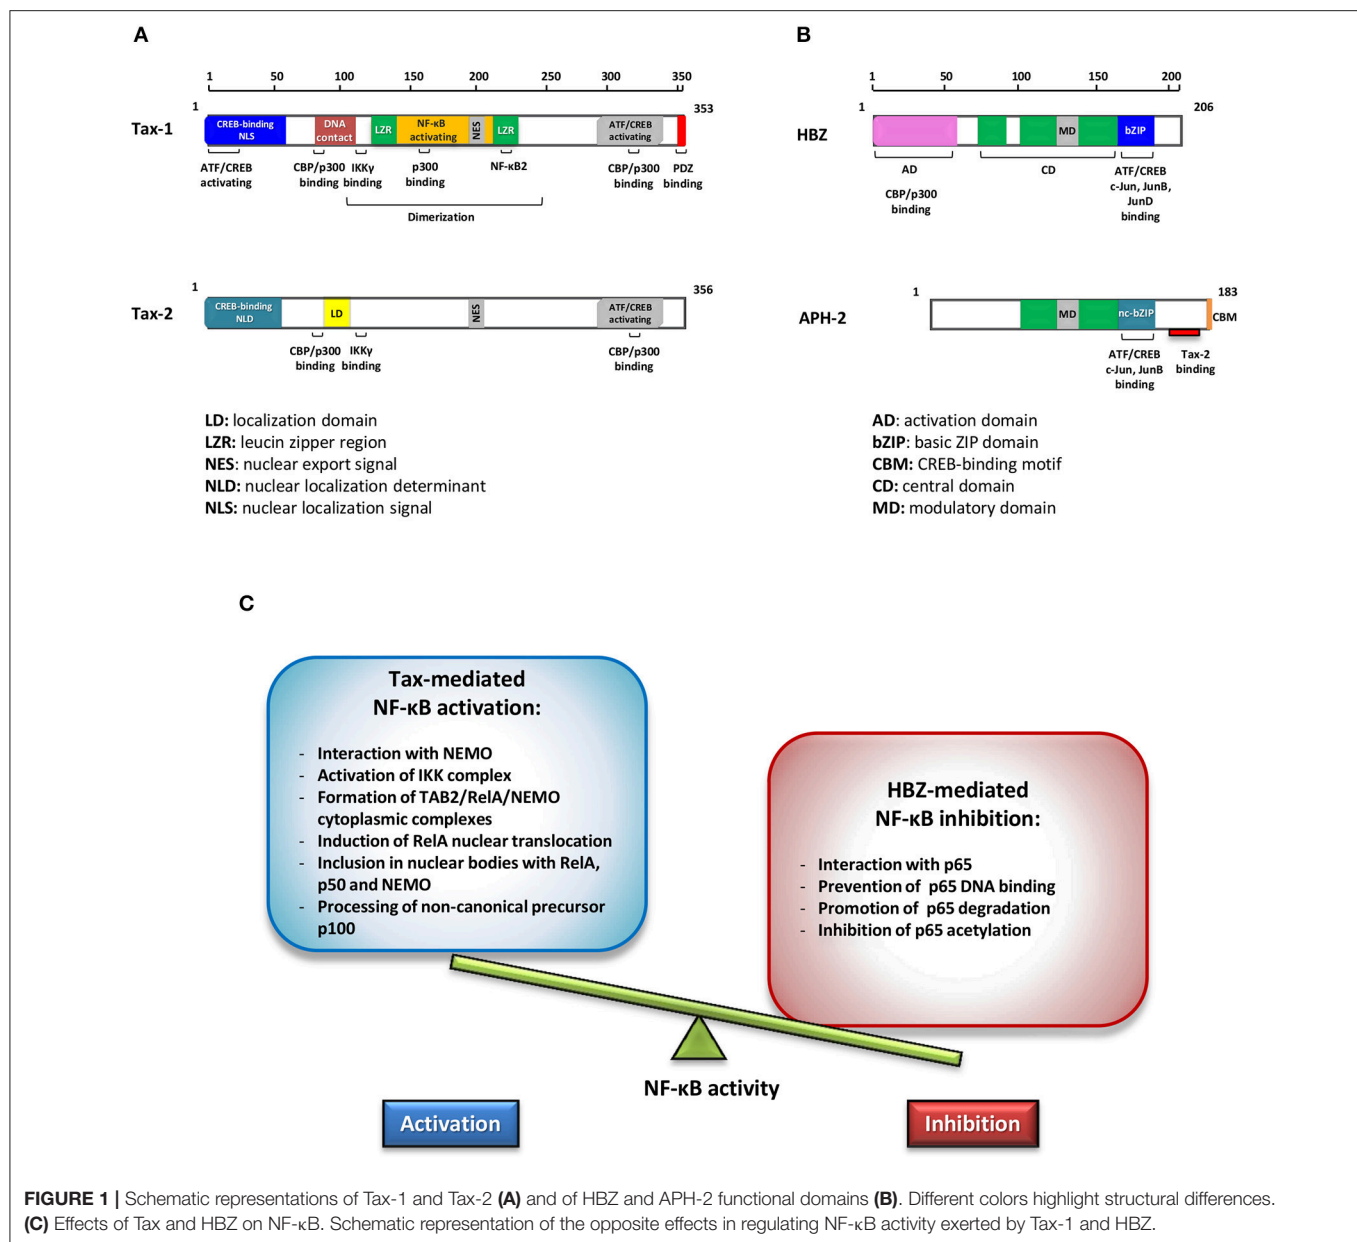 A
1 50 100 150 200 250 300 350
1
353
Tax-1
CREB-binding
NLS
DNA
contact
LZR
NF-κB
activating
NES
LZR
ATF/CREB
activating
ATF/CREB
activating
CBP/p300
binding
IKKγ
binding
p300
binding
NF-κB2
CBP/p300
binding
PDZ
binding
Dimerization
1
356
Tax-2
CREB-binding
NLD
LD
NES
ATF/CREB
activating
CBP/p300
binding
IKKγ
binding
CBP/p300
binding
LD: localization domain
LZR: leucin zipper region
NES: nuclear export signal
NLD: nuclear localization determinant
NLS: nuclear localization signal
B
1 50 100 150 200
1
206
HBZ
MD
bZIP
AD
CBP/p300
binding
CD
ATF/CREB
c-Jun, JunB,
JunD
binding
1
183
APH-2
MD
nc-bZIP
CBM
ATF/CREB
c-Jun, JunB
binding
Tax-2
binding
AD: activation domain
bZIP: basic ZIP domain
CBM: CREB-binding motif
CD: central domain
MD: modulatory domain
C
Tax-mediated
NF-κB activation:
- Interaction with NEMO
- Activation of IKK complex
- Formation of TAB2/RelA/NEMO
cytoplasmic complexes
- Induction of RelA nuclear translocation
- Inclusion in nuclear bodies with RelA,
p50 and NEMO
- Processing of non-canonical precursor
p100
HBZ-mediated
NF-κB inhibition:
- Interaction with p65
- Prevention of p65 DNA binding
- Promotion of p65 degradation
- Inhibition of p65 acetylation
NF-κB activity
Activation
Inhibition
FIGURE 1 | Schematic representations of Tax-1 and Tax-2 (A) and of HBZ and APH-2 functional domains (B). Different colors highlight structural differences.
(C) Effects of Tax and HBZ on NF-κB. Schematic representation of the opposite effects in regulating NF-κB activity exerted by Tax-1 and HBZ.